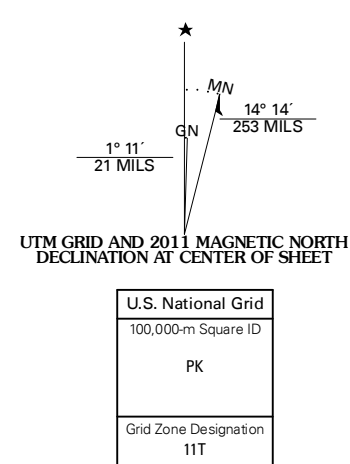 ★
MN
GN
14° 14´
253 MILS
1° 11´
21 MILS
UTM GRID AND 2011 MAGNETIC NORTH
DECLINATION AT CENTER OF SHEET
U.S. National Grid
100,000-m Square ID
PK
Grid Zone Designation
11T